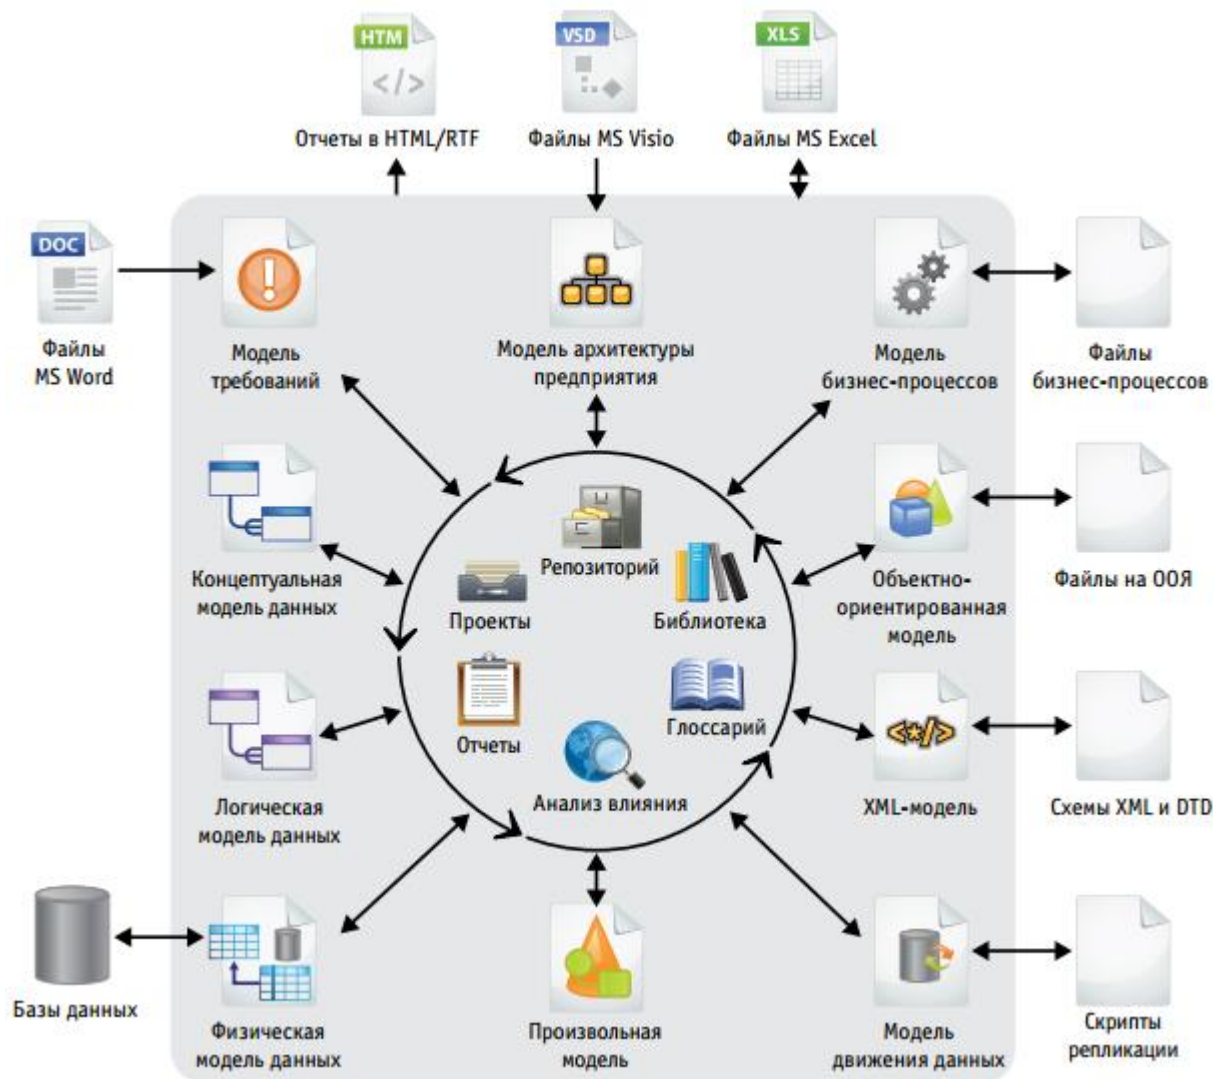 HTM
VSD
XLS
Отчеты в HTML/RTF
Файлы MS Visio
Файлы MS Excel
DOC
Файлы
MS Word
Модель
требований
Модель архитектуры
предприятия
Модель
бизнес-процессов
Файлы
бизнес-процессов
Концептуальная
модель данных
Репозиторий
Проекты
Библиотека
Объектно-
ориентированная
модель
Файлы на ООЯ
Логическая
модель данных
Отчеты
Глоссарий
Анализ влияния
<*/>
XML-модель
Схемы XML и DTD
Базы данных
Физическая
модель данных
Произвольная
модель
Модель
движения данных
Скрипты
репликации